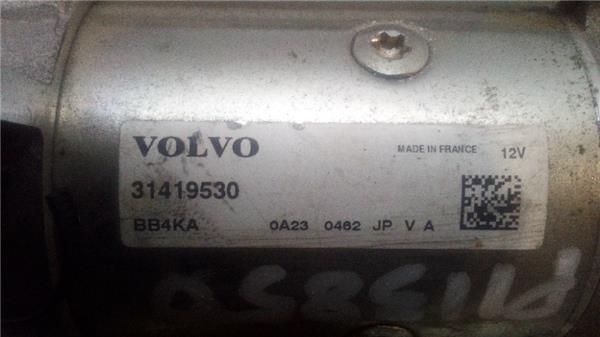 VOLVO MADE IN FRANCE 12V
31419530
BB4KA 0A23 0462 JP V A